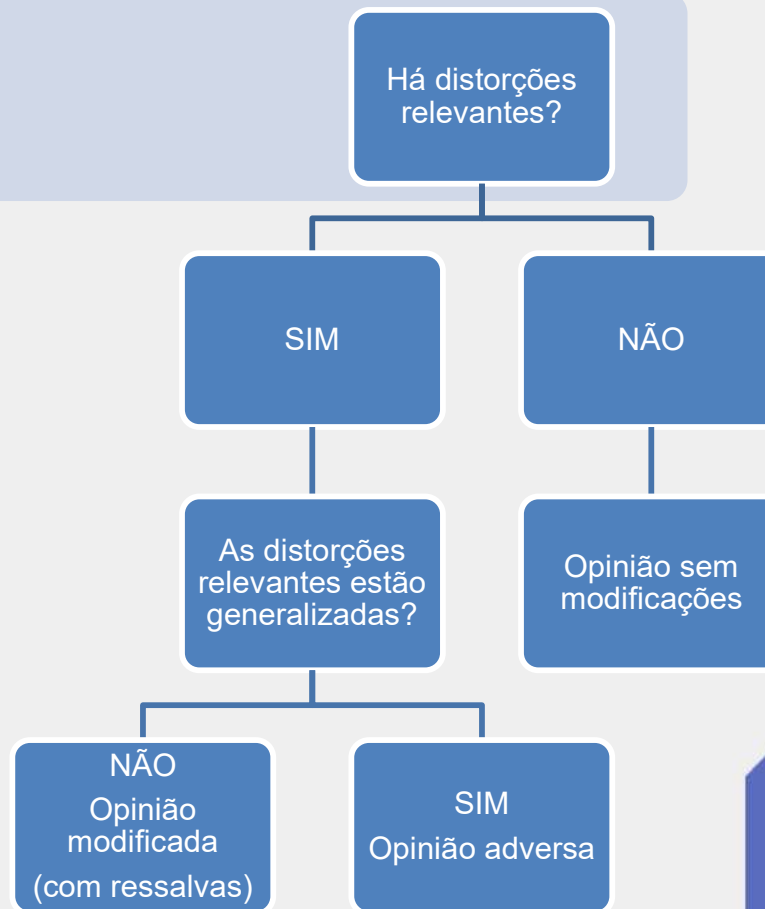 Há distorções
relevantes?
SIM
NÃO
As distorções
relevantes estão
generalizadas?
Opinião sem
modificações
NÃO
Opinião
modificada
(com ressalvas)
SIM
Opinião adversa